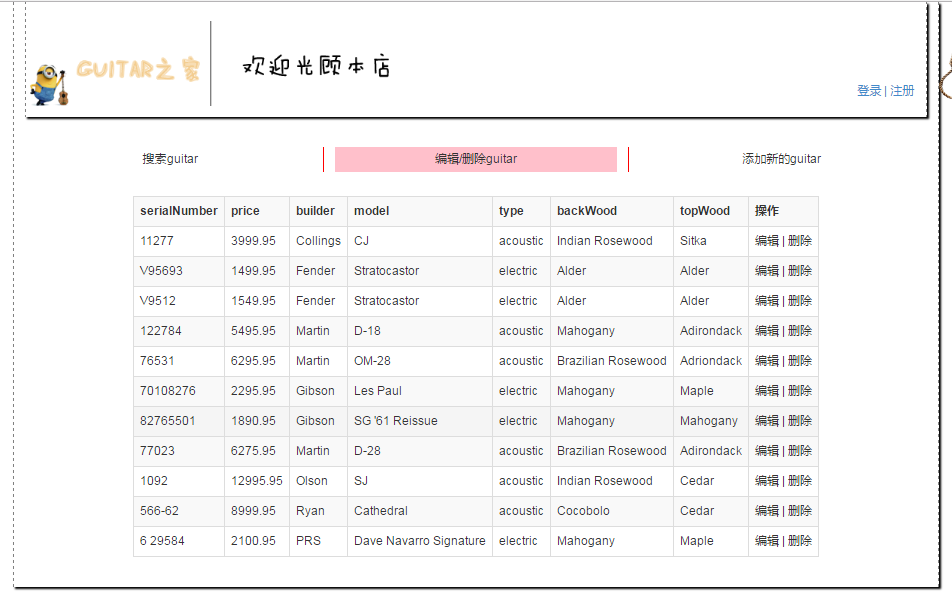 GUITAR之家
欢迎光顾本店
登录 | 注册
搜索guitar 编辑/删除guitar 添加新的guitar
serialNumber price builder model type backWood topWood 操作
11277 3999.95 Collings CJ acoustic Indian Rosewood Sitka 编辑 | 删除
V95693 1499.95 Fender Stratocastor electric Alder Alder 编辑 | 删除
V9512 1549.95 Fender Stratocastor electric Alder Alder 编辑 | 删除
122784 5495.95 Martin D-18 acoustic Mahogany Adirondack 编辑 | 删除
76531 6295.95 Martin OM-28 acoustic Brazilian Rosewood Adriondack 编辑 | 删除
70108276 2295.95 Gibson Les Paul electric Mahogany Maple 编辑 | 删除
82765501 1890.95 Gibson SG '61 Reissue electric Mahogany Mahogany 编辑 | 删除
77023 6275.95 Martin D-28 acoustic Brazilian Rosewood Adirondack 编辑 | 删除
1092 12995.95 Olson SJ acoustic Indian Rosewood Cedar 编辑 | 删除
566-62 8999.95 Ryan Cathedral acoustic Cocobolo Cedar 编辑 | 删除
6 29584 2100.95 PRS Dave Navarro Signature electric Mahogany Maple 编辑 | 删除